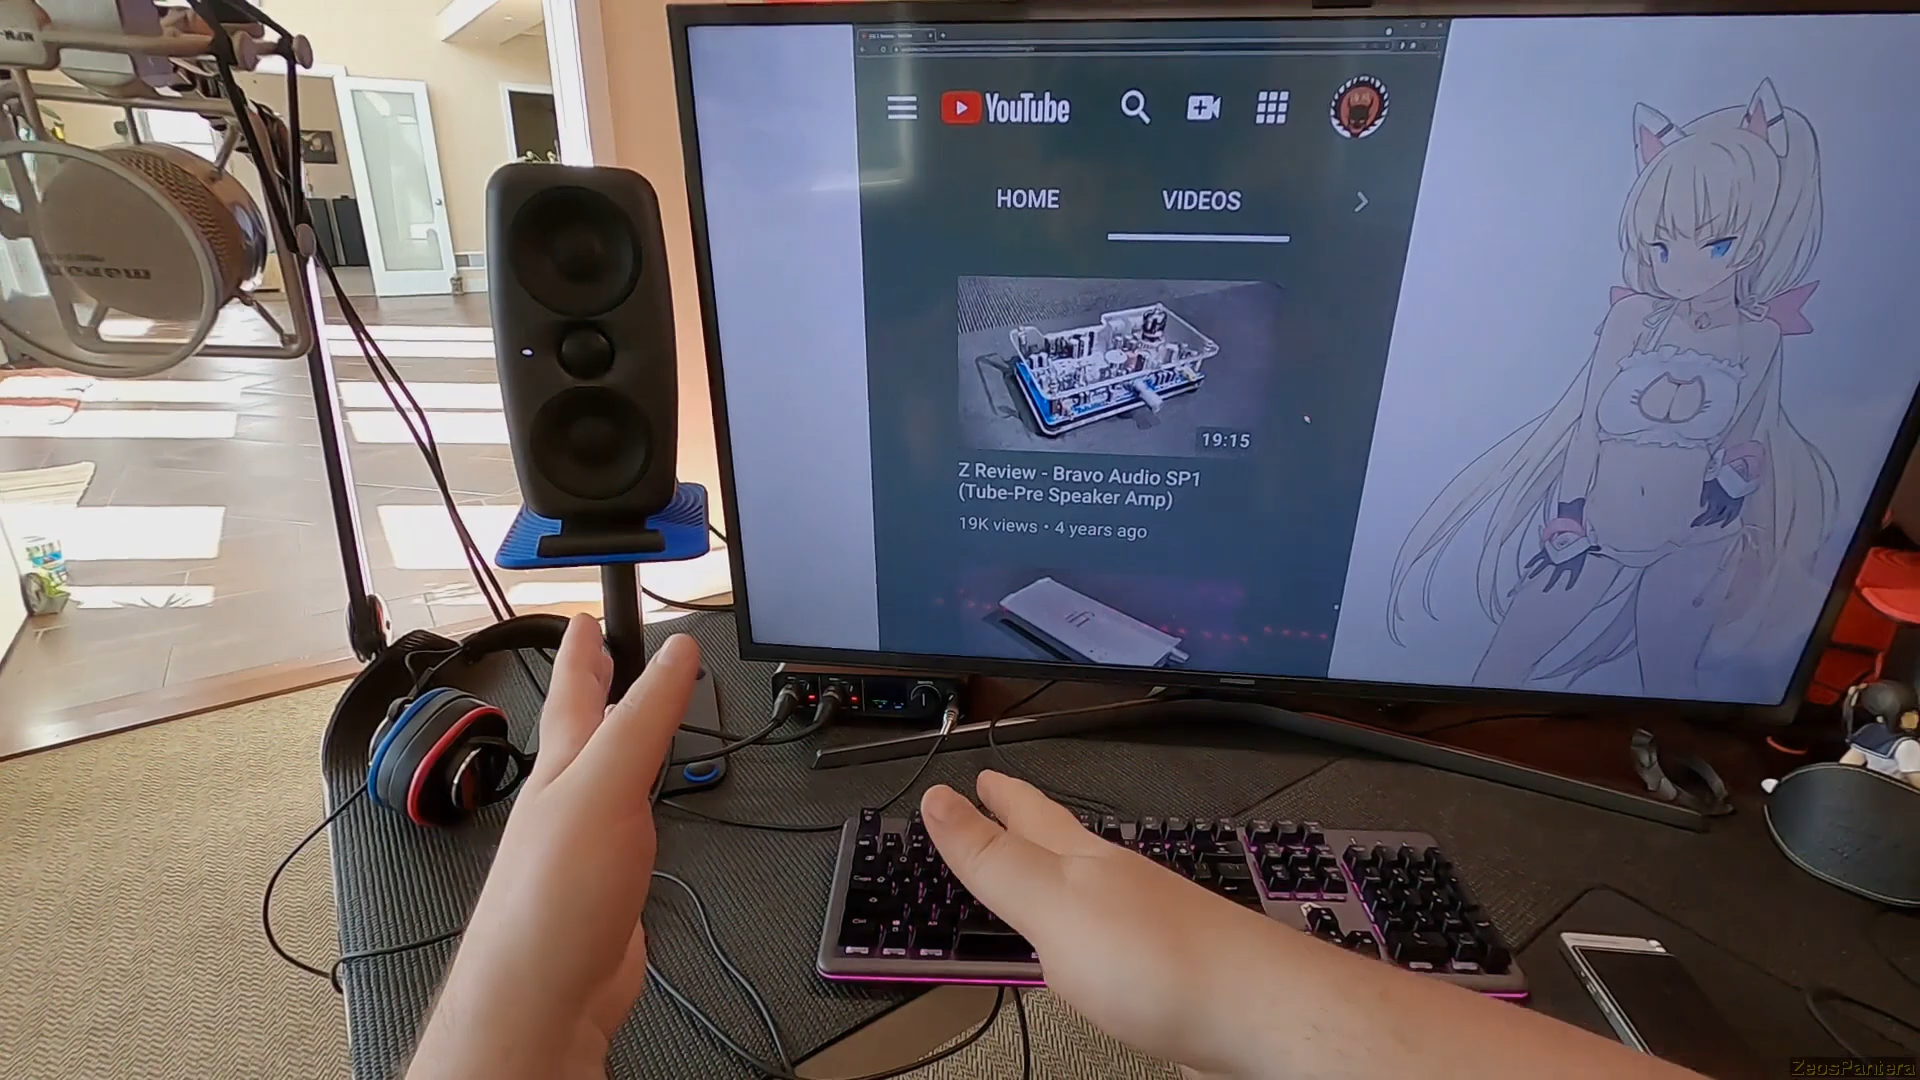 YouTube
HOME
VIDEOS
19:15
Z Review - Bravo Audio SP1
(Tube-Pre Speaker Amp)
19K views • 4 years ago
ZeosPantera